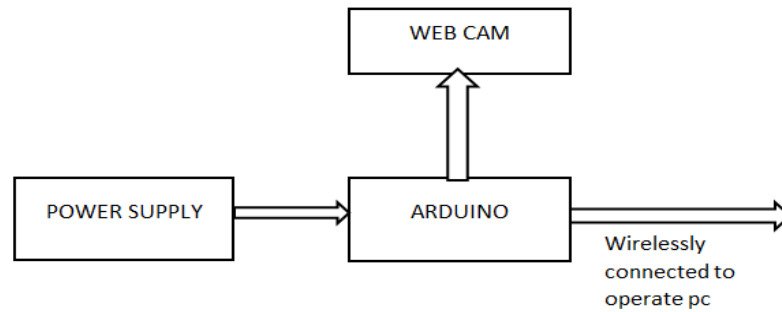 WEB CAM
POWER SUPPLY
ARDUINO
Wirelessly
connected to
operate pc